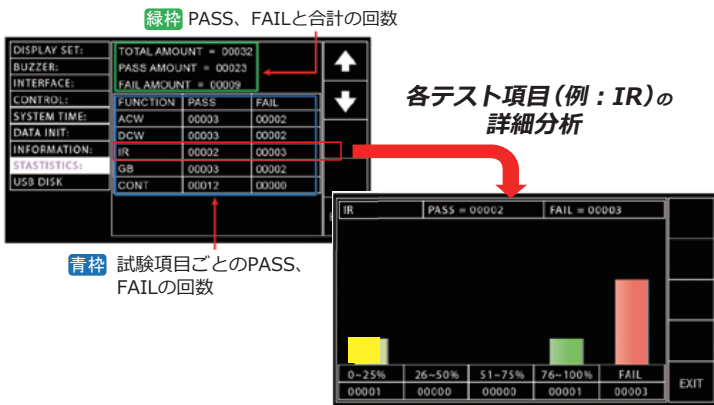 緑枠 PASS、FAILと合計の回数
DISPLAY SET:
BUZZER:
INTERFACE:
CONTROL:
SYSTEM TIME:
DATA INIT:
INFORMATION:
STASTISTICS:
USB DISK
TOTAL AMOUNT = 00032
PASS AMOUNT = 00023
FAIL AMOUNT = 00009
FUNCTION PASS FAIL
ACW 00003 00002
DCW 00003 00002
IR 00002 00003
GB 00003 00002
CONT 00012 00000
各テスト項目(例:IR)の
詳細分析
青枠 試験項目ごとのPASS、
FAILの回数
IR PASS = 00002 FAIL = 00003
0~25% 26~50% 51~75% 76~100% FAIL
00001 00000 00000 00001 00003
EXIT